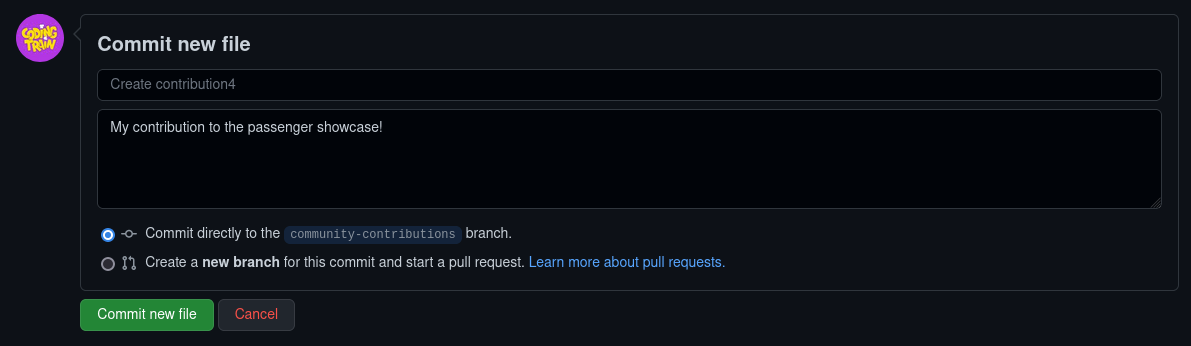 CODING
TRAIN
Commit new file
Create contribution4
My contribution to the passenger showcase!
Commit directly to the community-contributions branch.
Create a new branch for this commit and start a pull request. Learn more about pull requests.
Commit new file Cancel